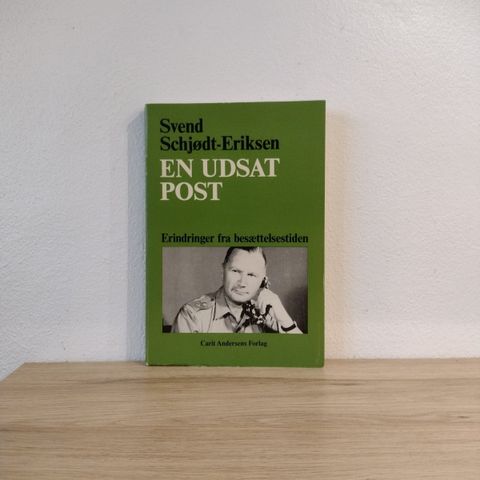 Svend
Schjødt-Eriksen
EN UDSAT
POST
Erindringer fra besættelsestiden
Carit Andersens Forlag